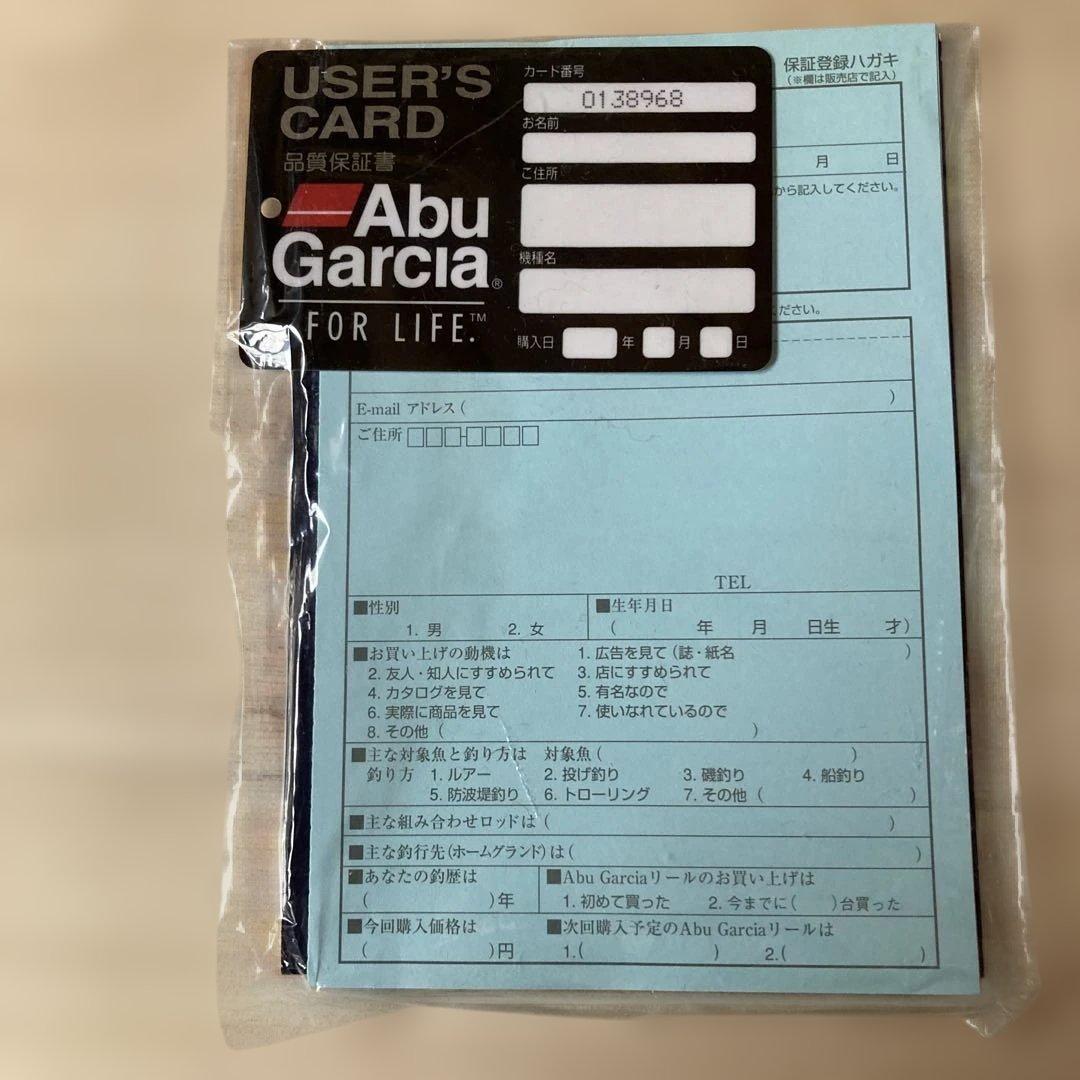 USER'S
CARD
品質保証書
Abu
Garcia®
FOR LIFE.™
カード番号
0138968
お名前
ご住所
機種名
購入日 年 月 日
保証登録ハガキ
(※欄は販売店で記入)
月 日
から記入してください。
ください。
E-mail アドレス( )
ご住所 □□□-□□□□
TEL
■性別
1. 男 2. 女
■生年月日
( 年 月 日生 才)
■お買い上げの動機は 1. 広告を見て(誌・紙名 )
2. 友人・知人にすすめられて 3. 店にすすめられて
4. カタログを見て 5. 有名なので
6. 実際に商品を見て 7. 使いなれているので
8. その他( )
■主な対象魚と釣り方は 対象魚( )
釣り方 1. ルアー 2. 投げ釣り 3. 磯釣り 4. 船釣り
5. 防波堤釣り 6. トローリング 7. その他( )
■主な組み合わせロッドは( )
■主な釣行先(ホームグランド)は( )
■あなたの釣歴は
( )年
■Abu Garciaリールのお買い上げは
1. 初めて買った 2. 今までに( )台買った
■今回購入価格は
( )円
■次回購入予定のAbu Garciaリールは
1.( ) 2.( )